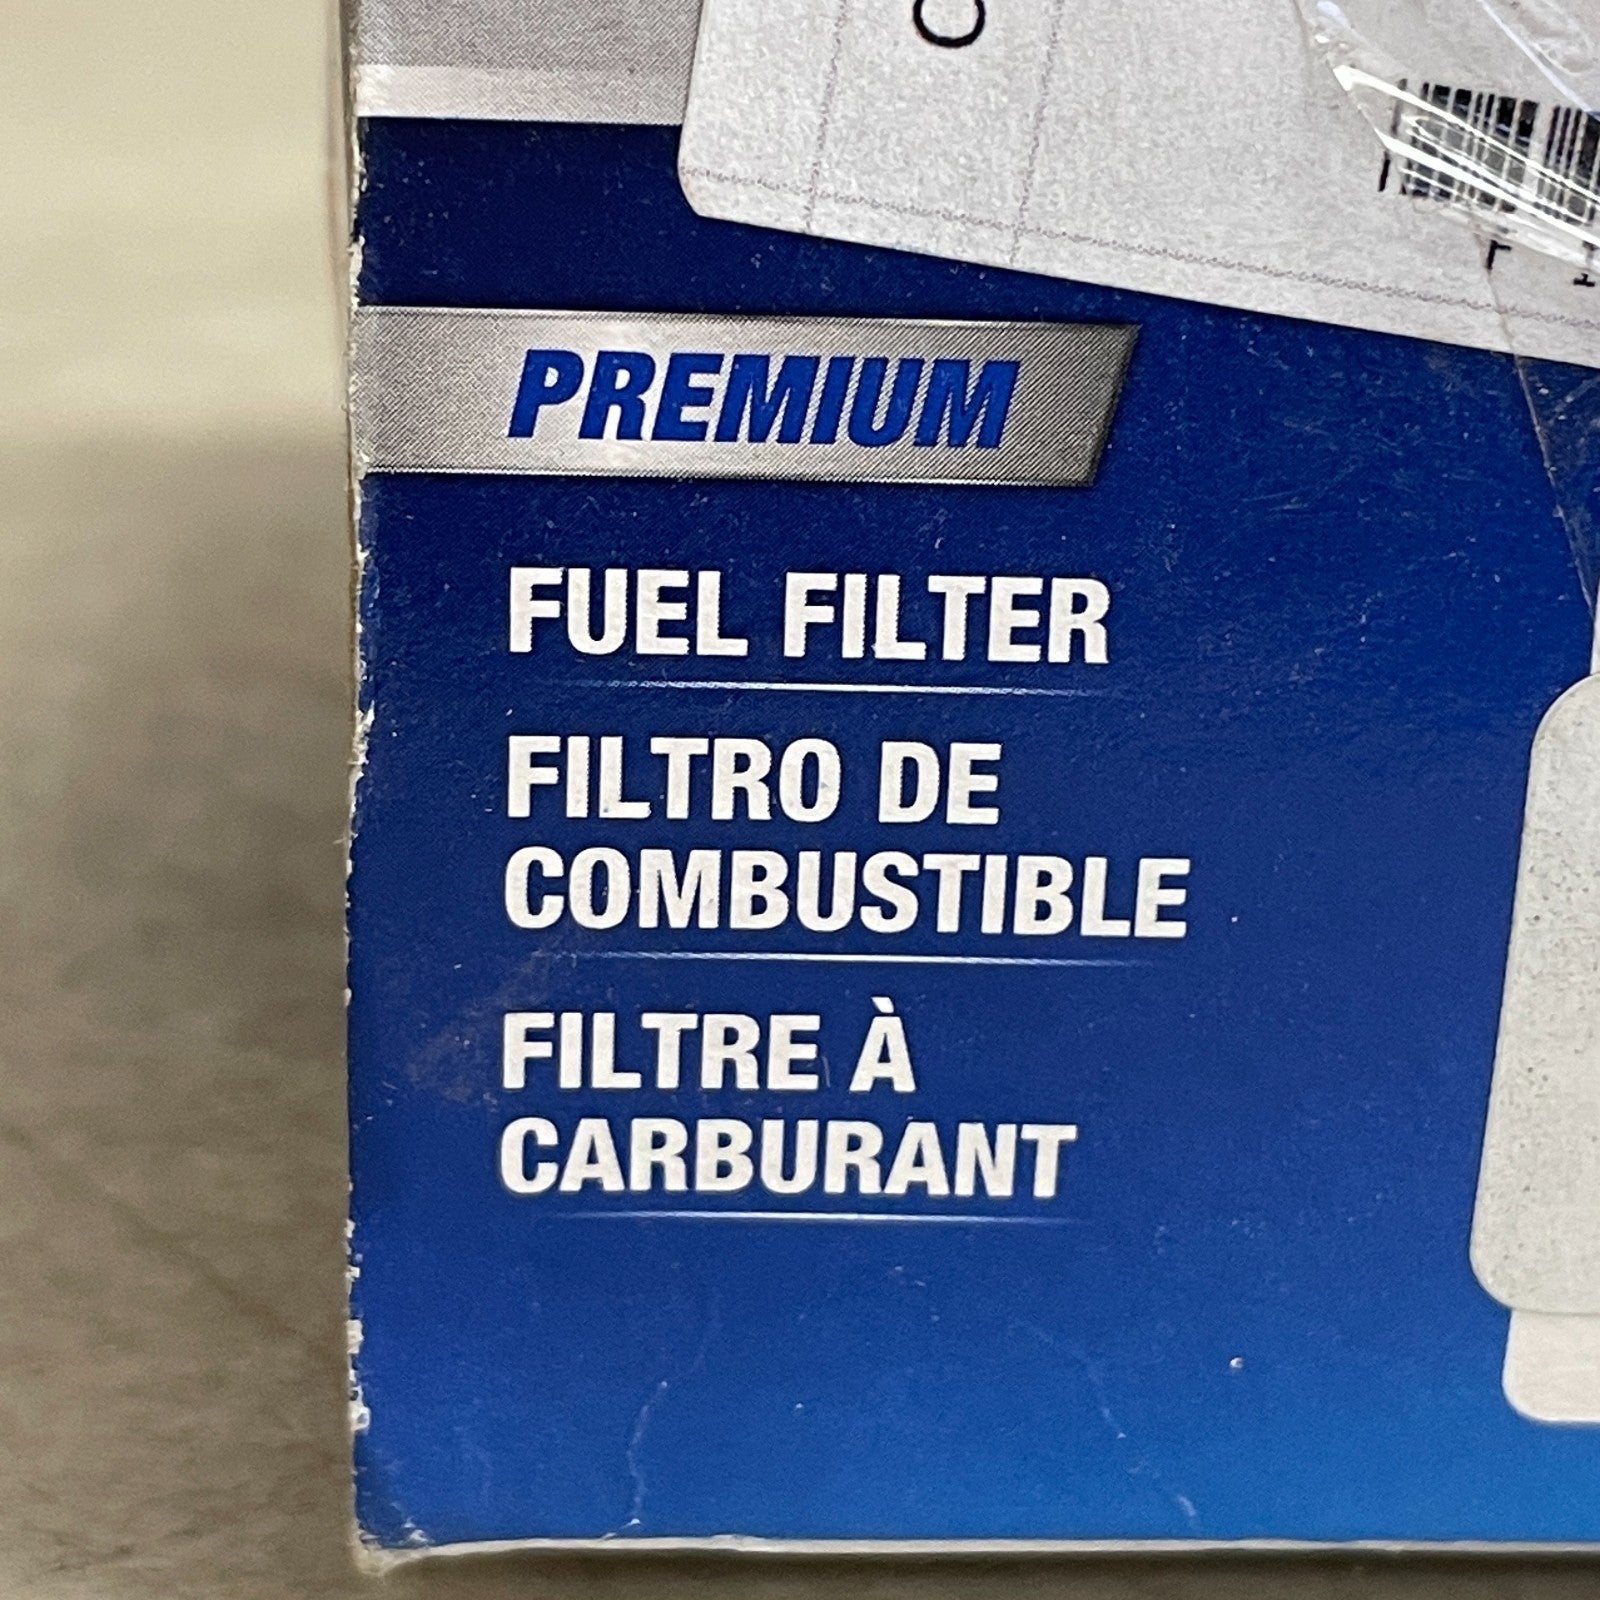 PREMIUM
FUEL FILTER
FILTRO DE
COMBUSTIBLE
FILTRE À
CARBURANT